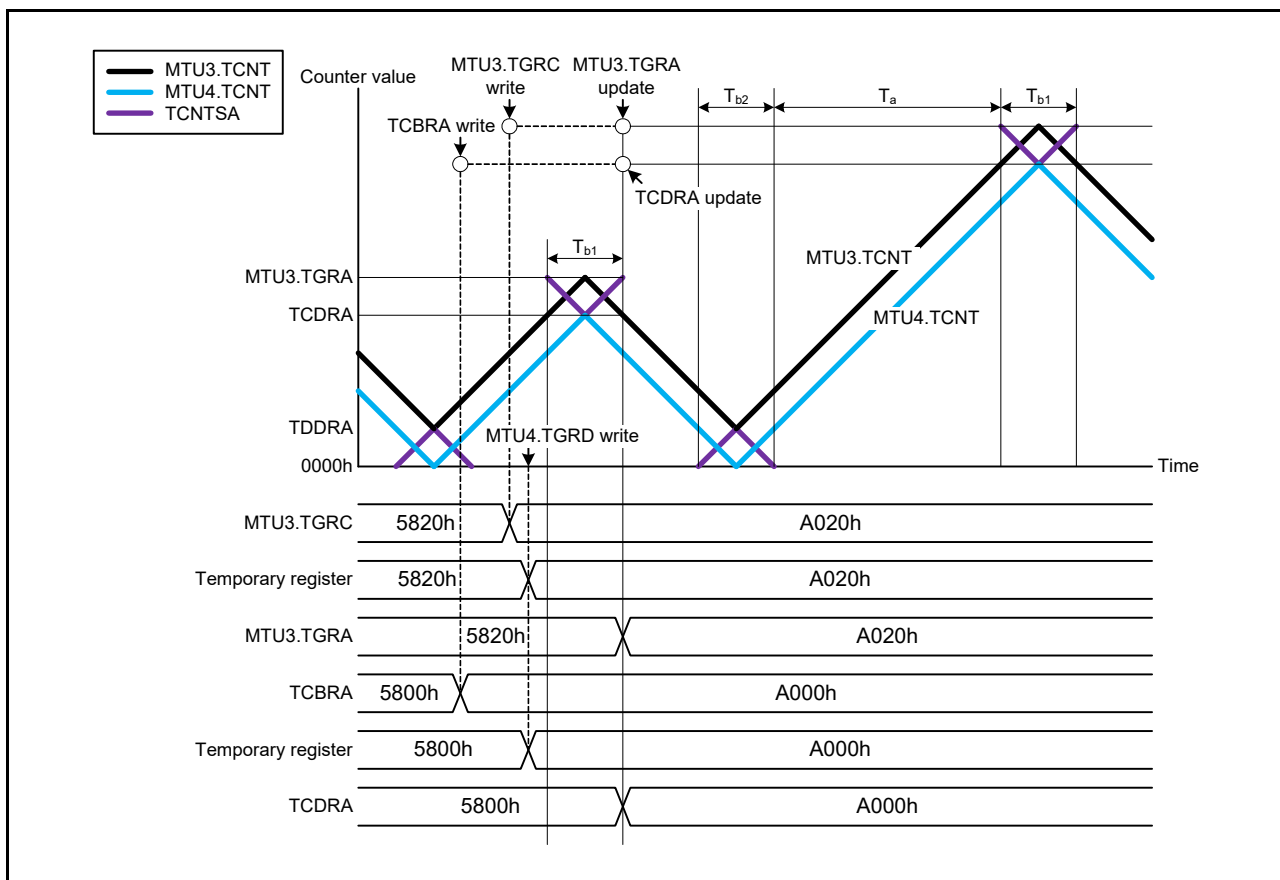 MTU3.TCNT
MTU4.TCNT
TCNTSA
Counter value
MTU3.TGRC
write
MTU3.TGRA
update
TCBRA write
TCDRA update
Tb2
Ta
Tb1
Tb1
MTU3.TGRA
TCDRA
TDDRA
0000h
MTU3.TCNT
MTU4.TCNT
MTU4.TGRD write
Time
MTU3.TGRC
5820h
A020h
Temporary register
5820h
A020h
MTU3.TGRA
5820h
A020h
TCBRA
5800h
A000h
Temporary register
5800h
A000h
TCDRA
5800h
A000h